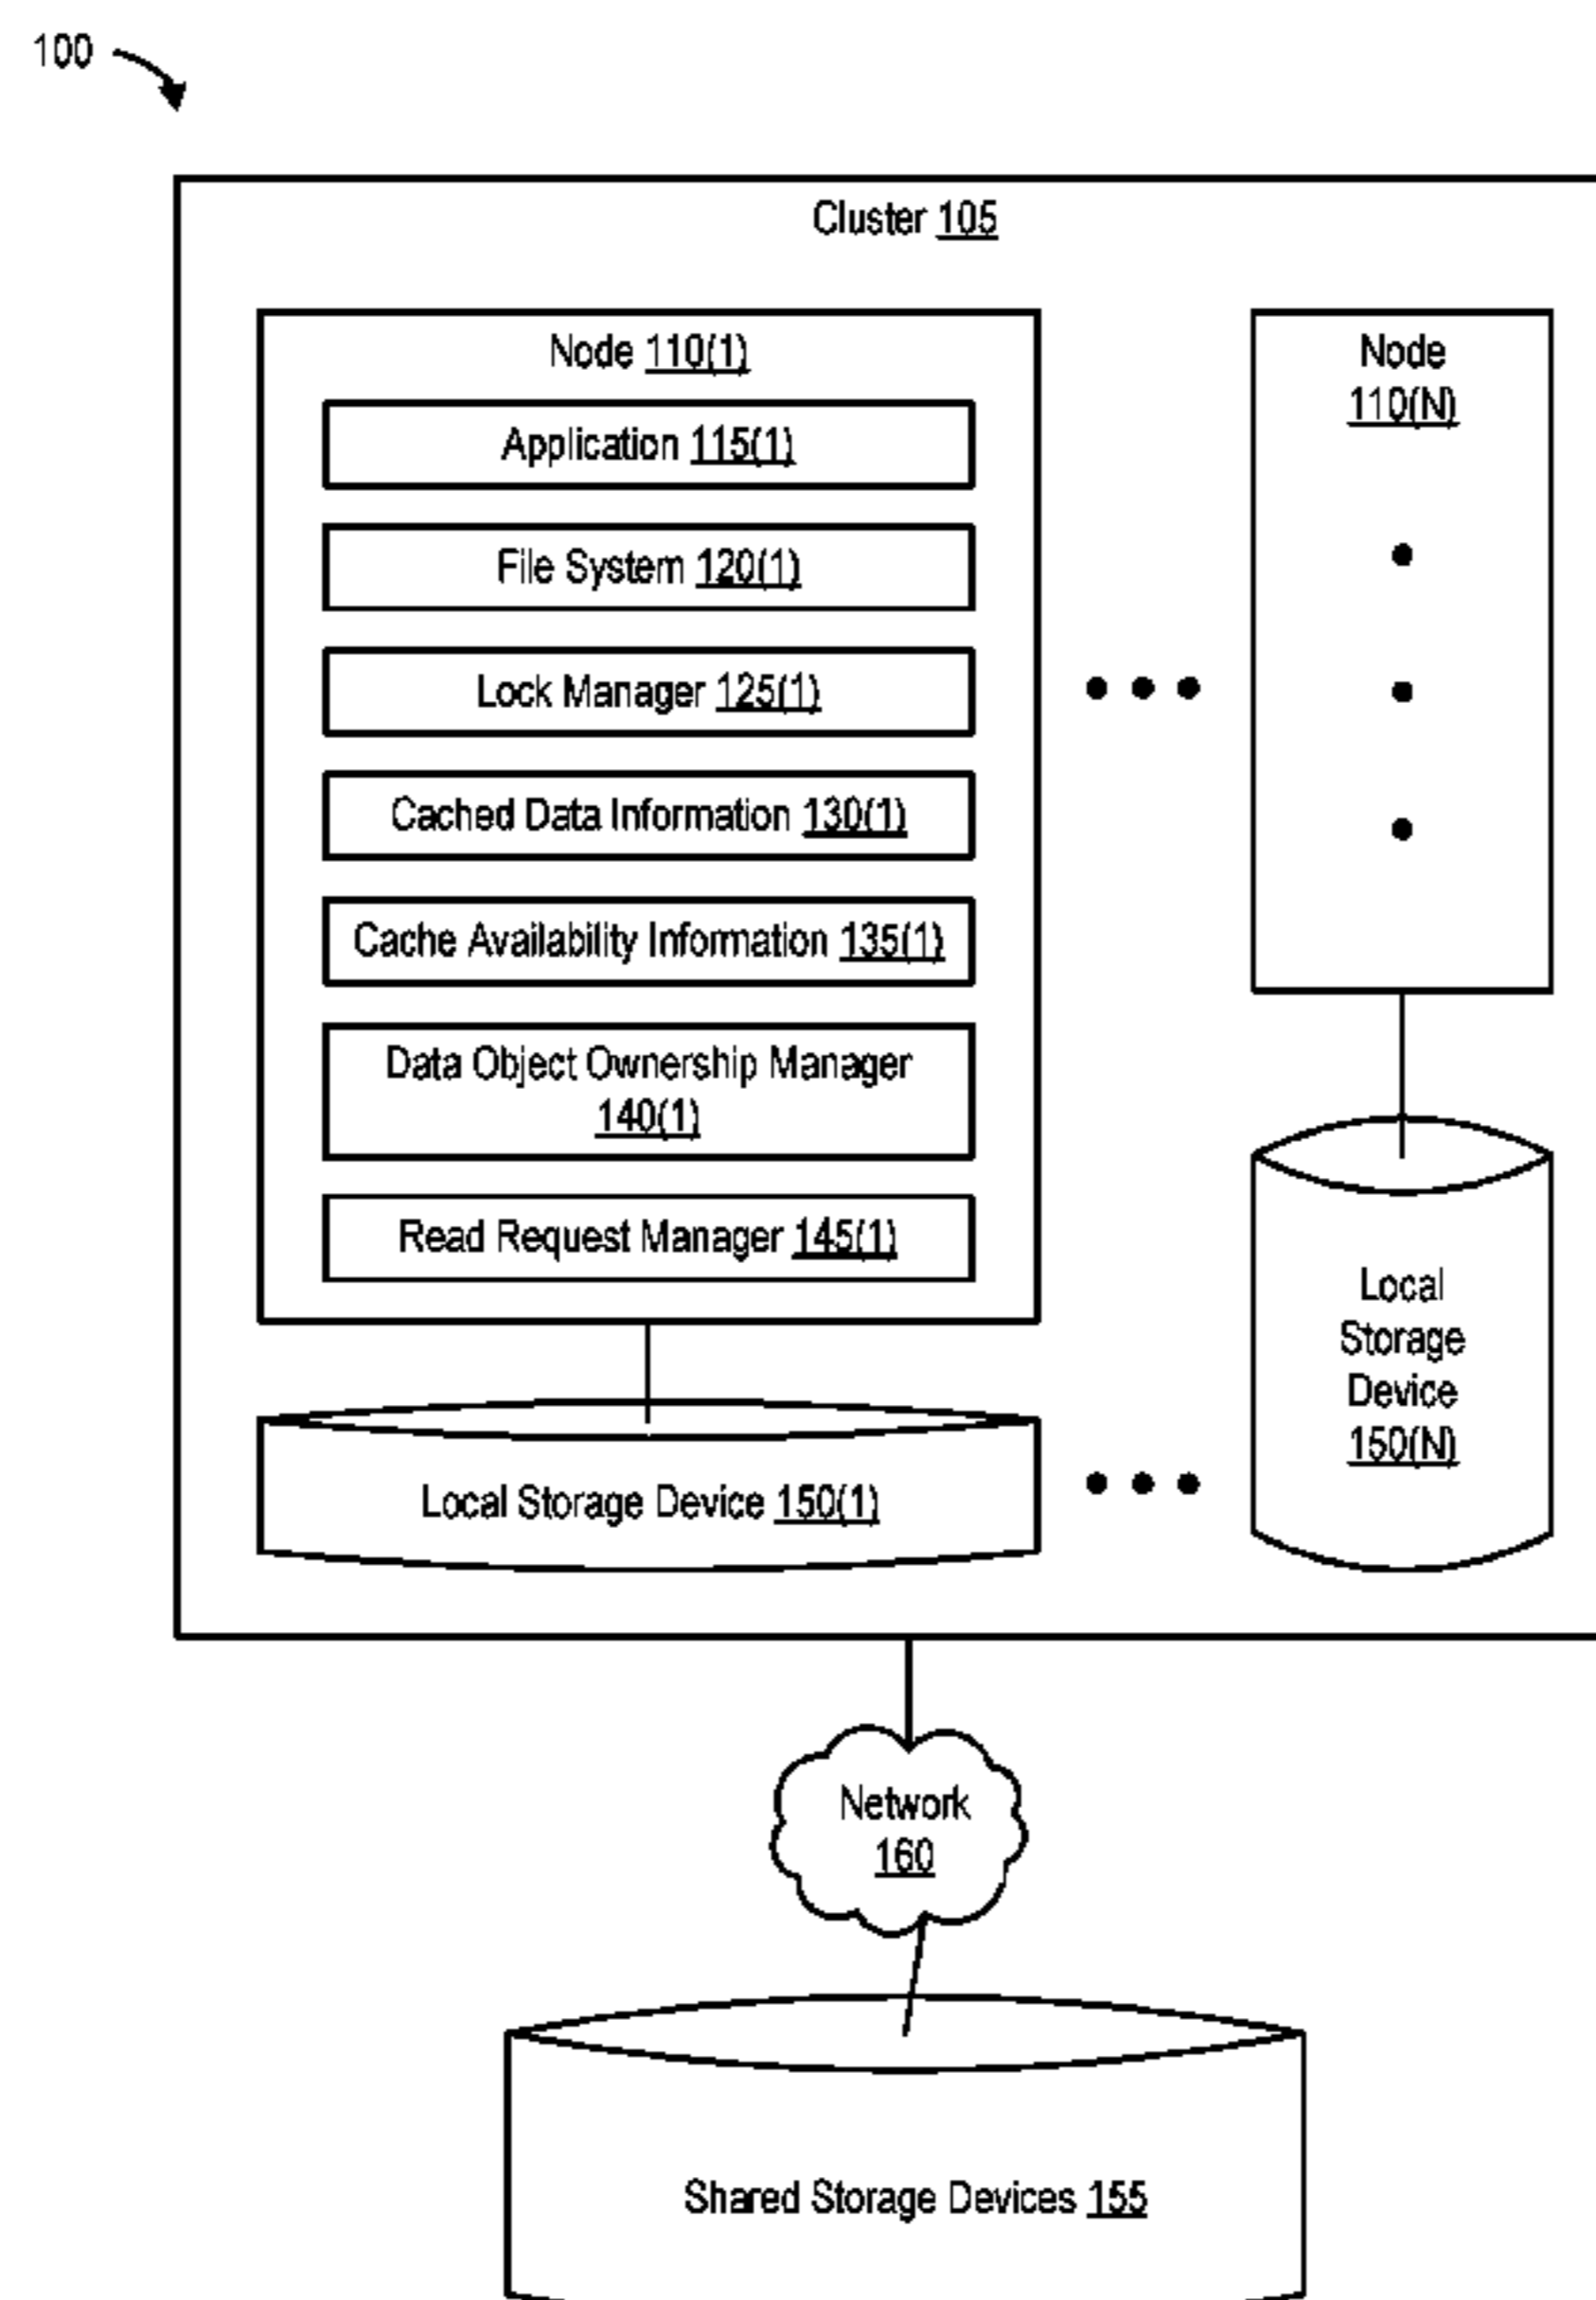 100
Cluster 105
Node 110(1)
Application 115(1)
File System 120(1)
Lock Manager 125(1)
Cached Data Information 130(1)
Cache Availability Information 135(1)
Data Object Ownership Manager
140(1)
Read Request Manager 145(1)
Local Storage Device 150(1)
Node
110(N)
Local
Storage
Device
150(N)
Network
160
Shared Storage Devices 155